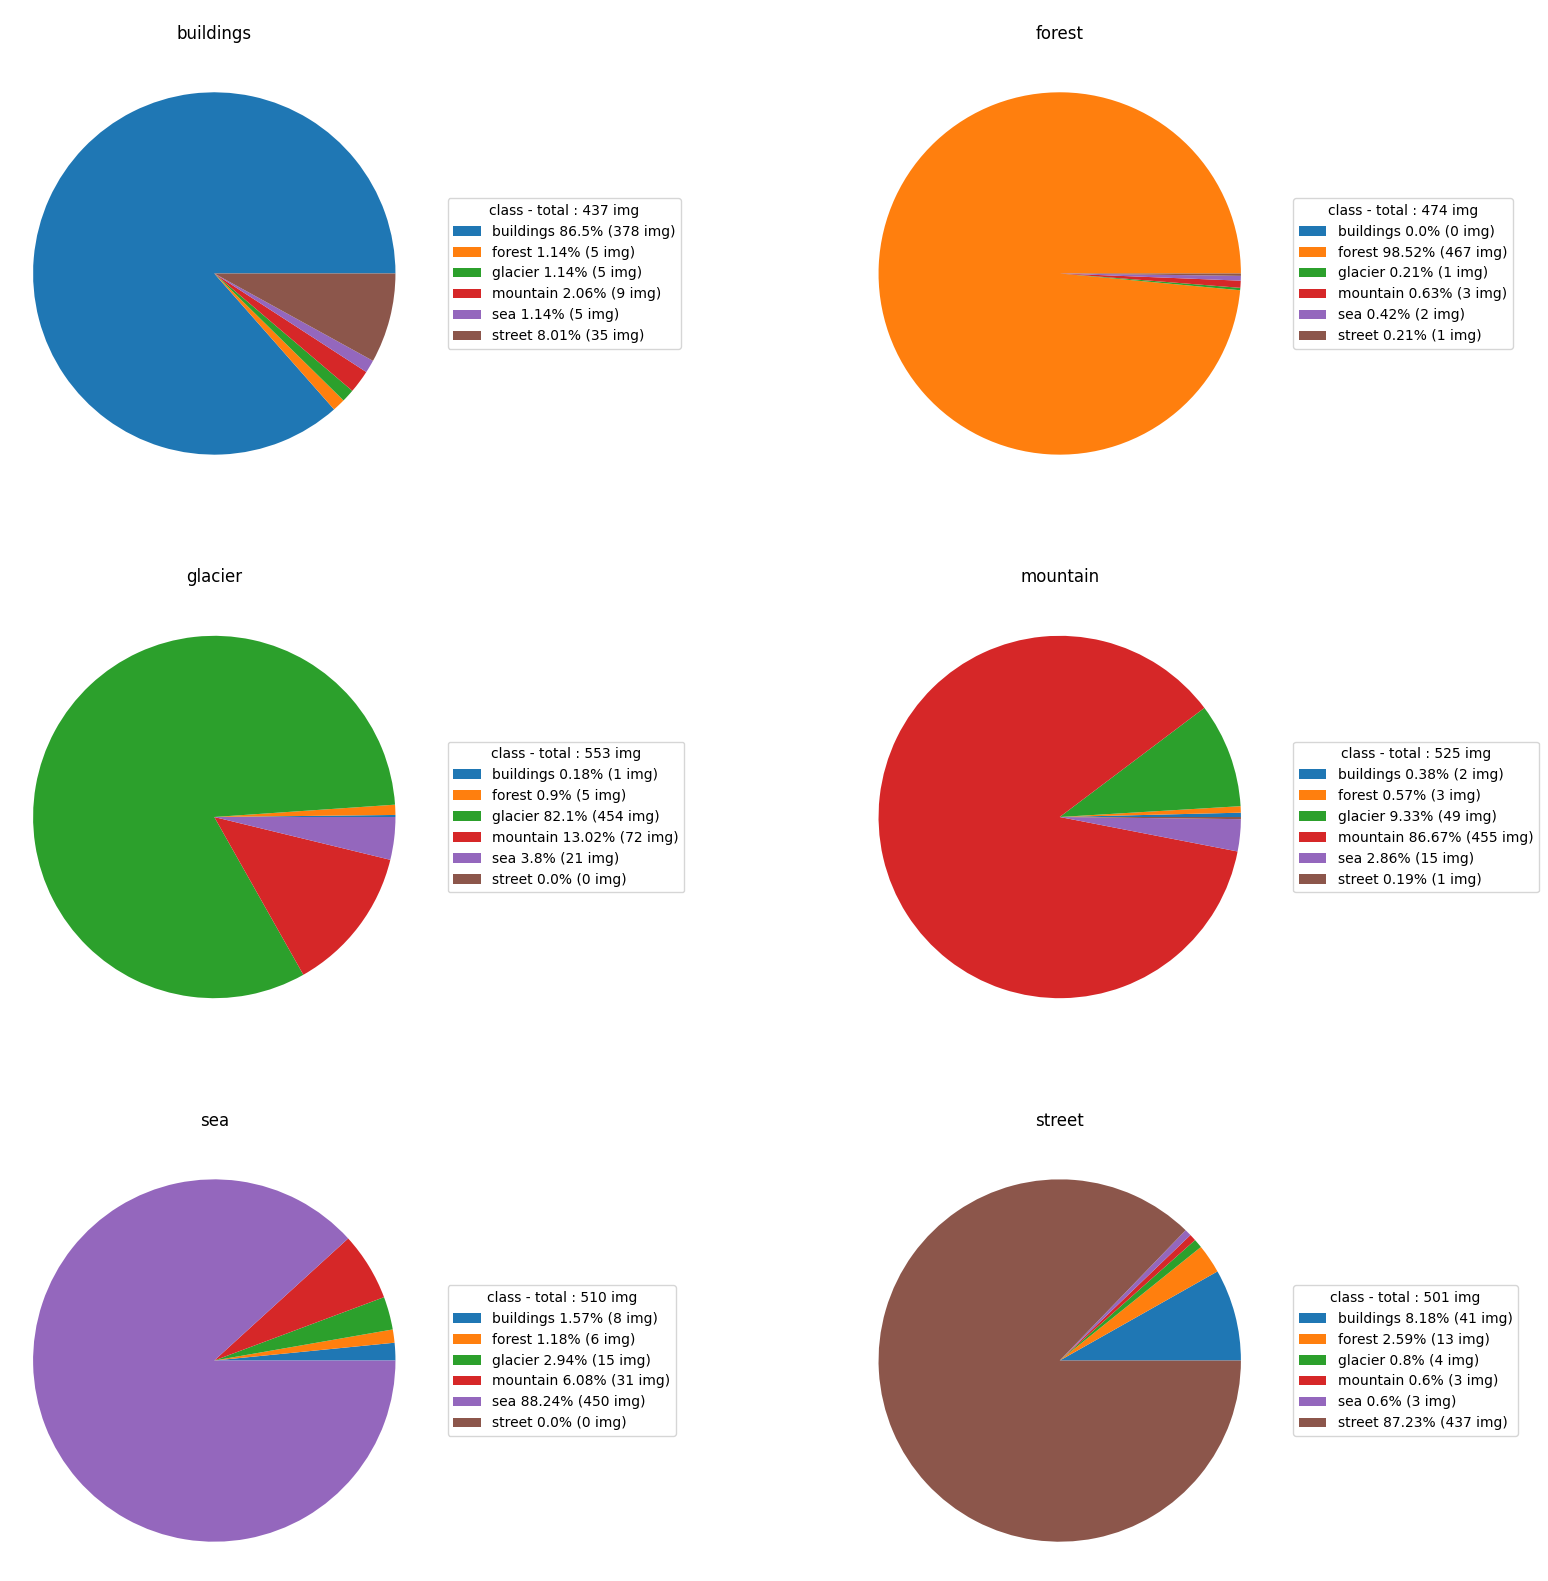 buildings
class - total : 437 img
buildings 86.5% (378 img)
forest 1.14% (5 img)
glacier 1.14% (5 img)
mountain 2.06% (9 img)
sea 1.14% (5 img)
street 8.01% (35 img)
forest
class - total : 474 img
buildings 0.0% (0 img)
forest 98.52% (467 img)
glacier 0.21% (1 img)
mountain 0.63% (3 img)
sea 0.42% (2 img)
street 0.21% (1 img)
glacier
class - total : 553 img
buildings 0.18% (1 img)
forest 0.9% (5 img)
glacier 82.1% (454 img)
mountain 13.02% (72 img)
sea 3.8% (21 img)
street 0.0% (0 img)
mountain
class - total : 525 img
buildings 0.38% (2 img)
forest 0.57% (3 img)
glacier 9.33% (49 img)
mountain 86.67% (455 img)
sea 2.86% (15 img)
street 0.19% (1 img)
sea
class - total : 510 img
buildings 1.57% (8 img)
forest 1.18% (6 img)
glacier 2.94% (15 img)
mountain 6.08% (31 img)
sea 88.24% (450 img)
street 0.0% (0 img)
street
class - total : 501 img
buildings 8.18% (41 img)
forest 2.59% (13 img)
glacier 0.8% (4 img)
mountain 0.6% (3 img)
sea 0.6% (3 img)
street 87.23% (437 img)